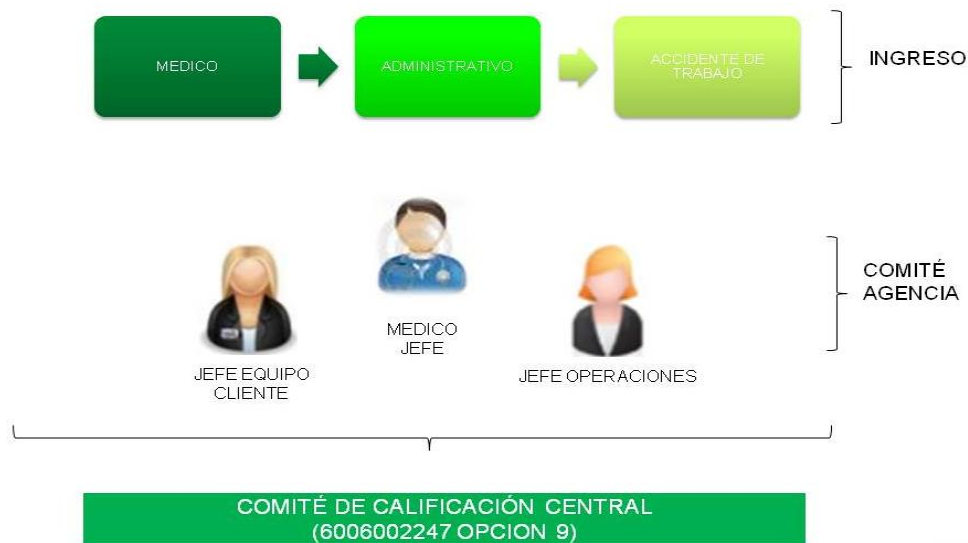 MEDICO
ADMINISTRATIVO
ACCIDENTE DE
TRABAJO
INGRESO
COMITÉ
AGENCIA
MEDICO
JEFE
JEFE EQUIPO
CLIENTE
JEFE OPERACIONES
COMITÉ DE CALIFICACIÓN CENTRAL
(6006002247 OPCION 9)